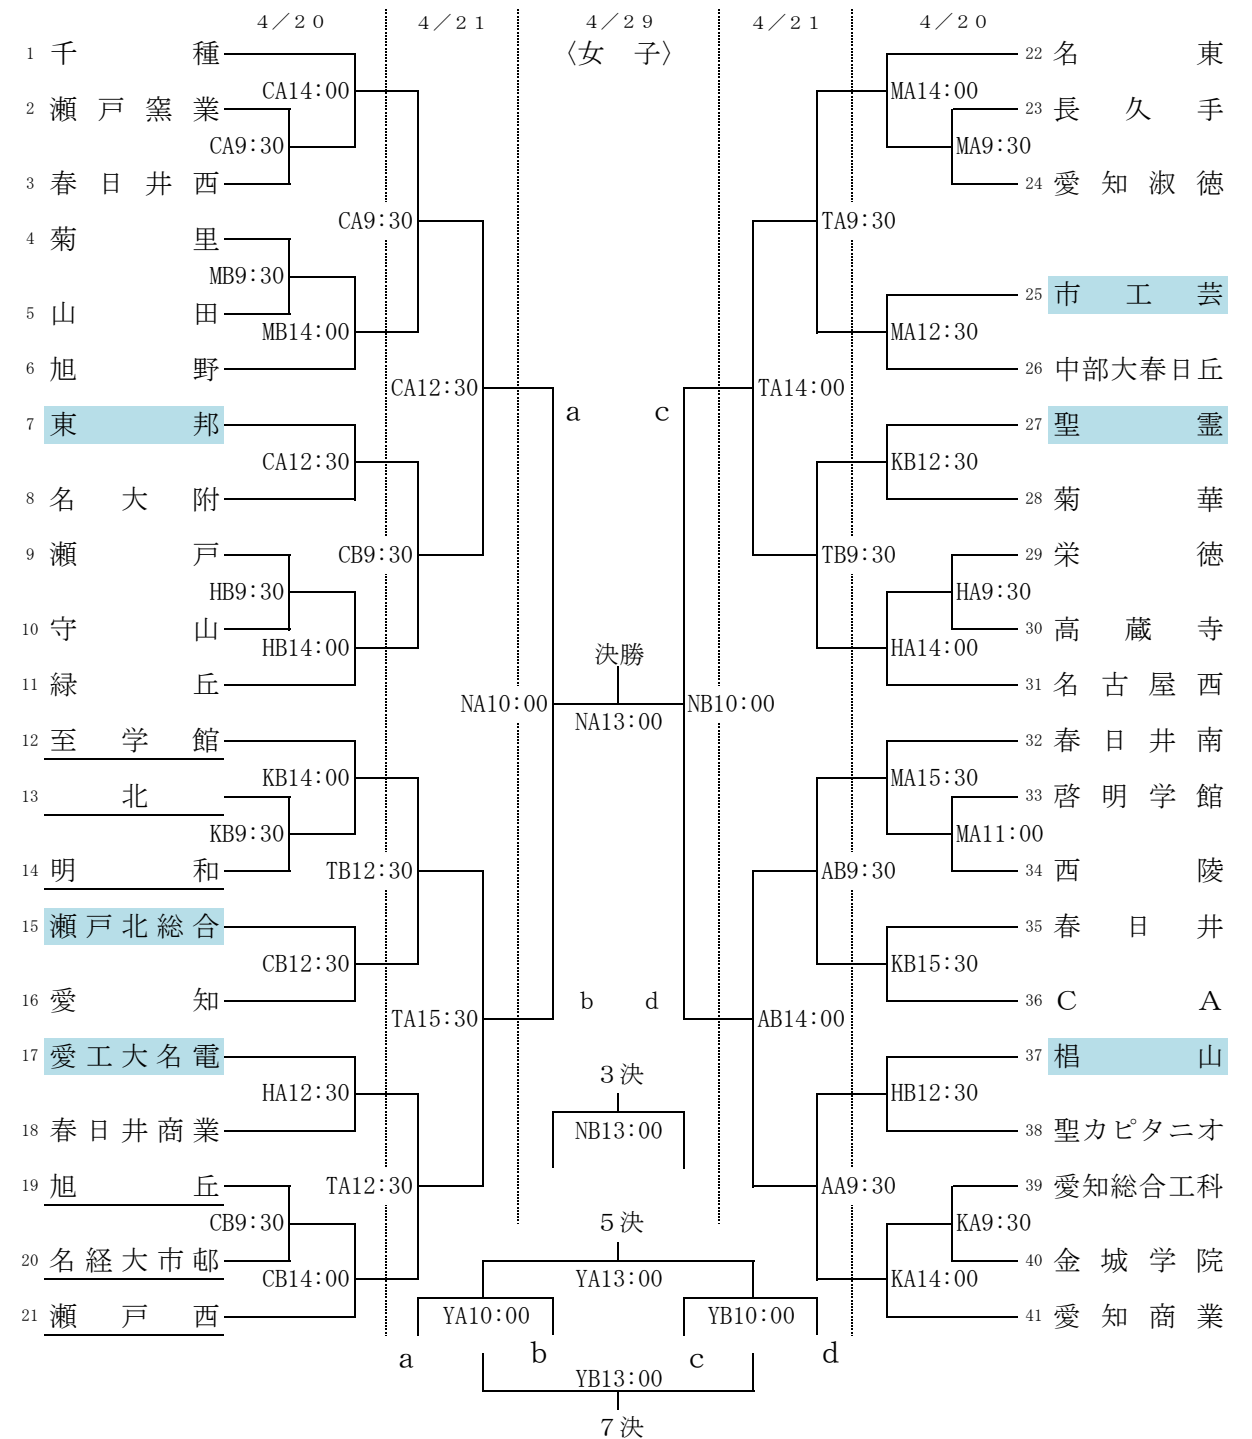 ４／２０　４／２１　４／２９　４／２１　４／２０
〈女　子〉
1 千種
CA14:00
2 瀬戸窯業
CA9:30
3 春日井西
CA9:30
4 菊里
MB9:30
5 山田
MB14:00
6 旭野
CA12:30
7 東邦
CA12:30
8 名大附
9 瀬戸
CB9:30
HB9:30
10 守山
HB14:00
11 緑丘
NA10:00
12 至学館
KB14:00
13 北
KB9:30
14 明和
TB12:30
15 瀬戸北総合
CB12:30
16 愛知
TA15:30
17 愛工大名電
HA12:30
18 春日井商業
19 旭丘
TA12:30
CB9:30
20 名経大市邨
CB14:00
21 瀬戸西
a　c
決勝
NA13:00
b　d
３決
NB13:00
５決
YA13:00
YA10:00　YB10:00
a　b　c　d
YB13:00
７決
22 名東
MA14:00
23 長久手
MA9:30
24 愛知淑徳
TA9:30
25 市工芸
MA12:30
26 中部大春日丘
TA14:00
27 聖霊
KB12:30
28 菊華
29 栄徳
TB9:30
HA9:30
30 高蔵寺
HA14:00
31 名古屋西
NB10:00
32 春日井南
MA15:30
33 啓明学館
MA11:00
34 西陵
AB9:30
35 春日井
KB15:30
36 ＣＡ
AB14:00
37 椙山
HB12:30
38 聖カピタニオ
39 愛知総合工科
AA9:30
KA9:30
40 金城学院
KA14:00
41 愛知商業